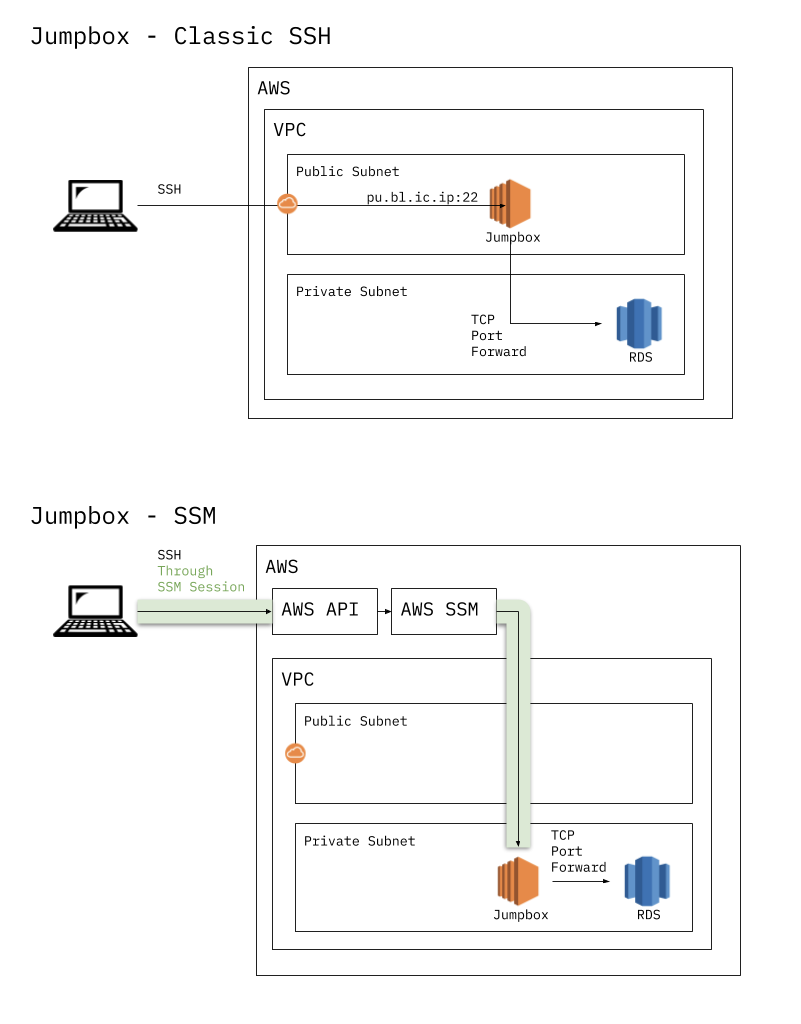 Jumpbox - Classic SSH
AWS
VPC
Public Subnet
SSH
pu.bl.ic.ip:22
Jumpbox
Private Subnet
TCP
Port
Forward
RDS
Jumpbox - SSM
SSH
Through
SSM Session
AWS
AWS API
AWS SSM
VPC
Public Subnet
Private Subnet
TCP
Port
Forward
Jumpbox
RDS